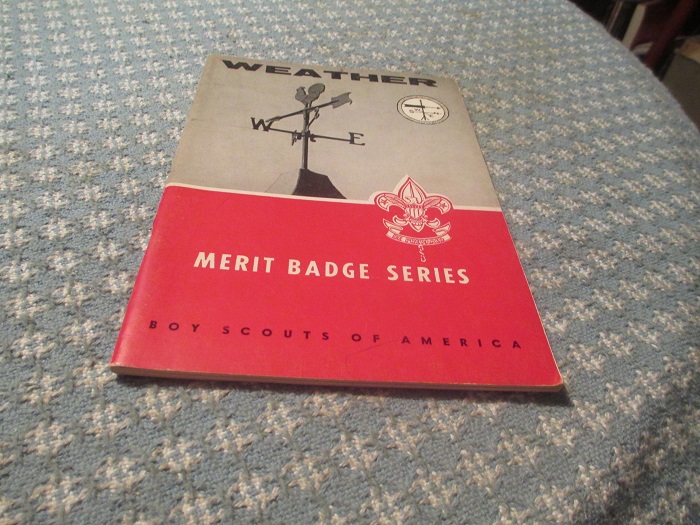 WEATHER
W E
MERIT BADGE SERIES
BOY SCOUTS OF AMERICA